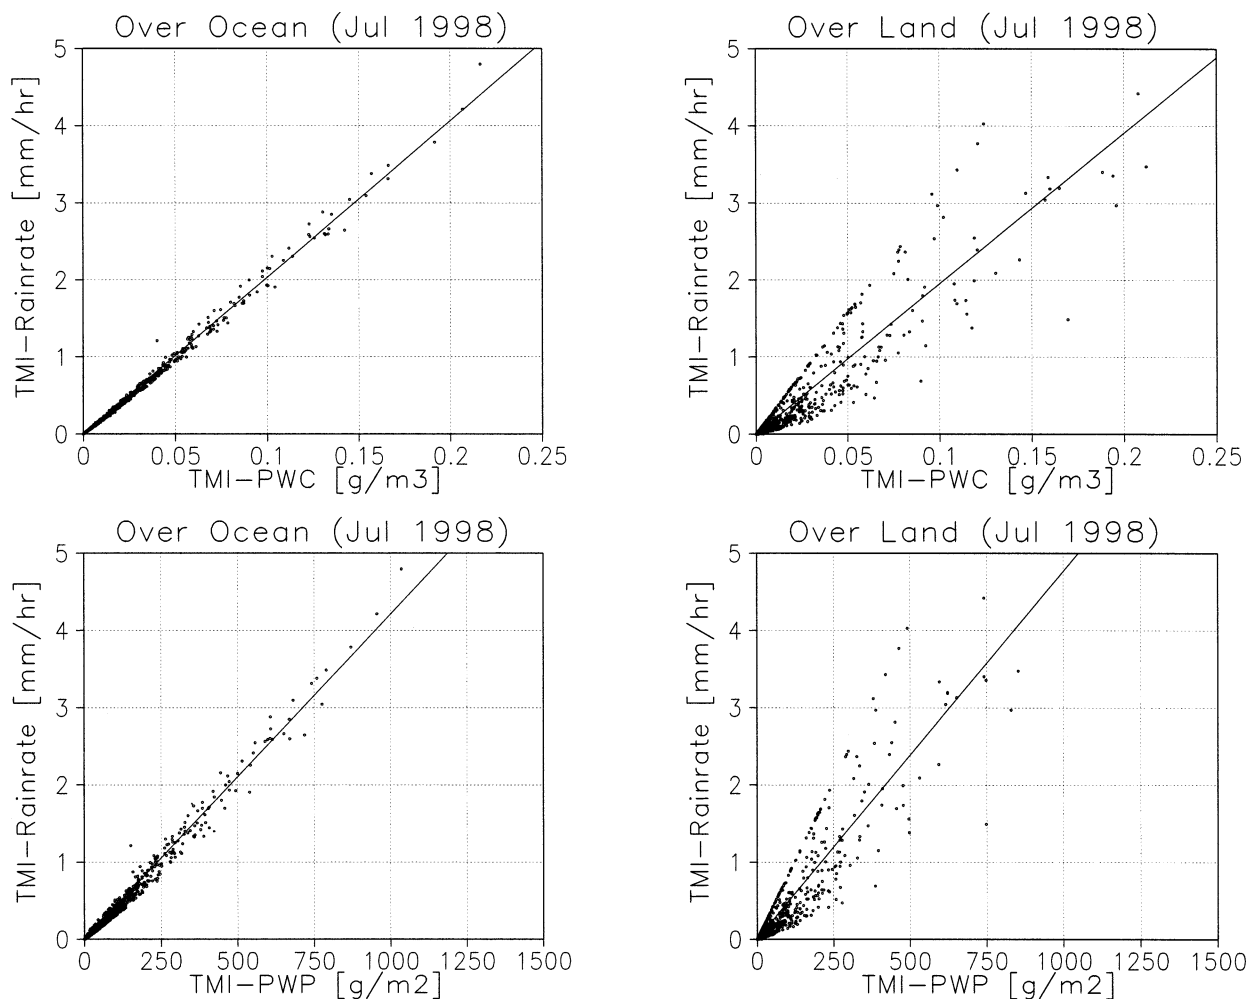 Over Ocean (Jul 1998)
TMI-Rainrate [mm/hr]
5
4
3
2
1
0
0 0.05 0.1 0.15 0.2 0.25
TMI-PWC [g/m3]
Over Land (Jul 1998)
TMI-Rainrate [mm/hr]
5
4
3
2
1
0
0 0.05 0.1 0.15 0.2 0.25
TMI-PWC [g/m3]
Over Ocean (Jul 1998)
TMI-Rainrate [mm/hr]
5
4
3
2
1
0
0 250 500 750 1000 1250 1500
TMI-PWP [g/m2]
Over Land (Jul 1998)
TMI-Rainrate [mm/hr]
5
4
3
2
1
0
0 250 500 750 1000 1250 1500
TMI-PWP [g/m2]